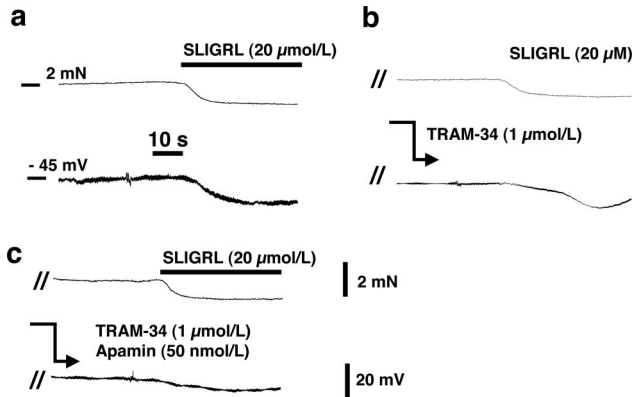 a
SLIGRL (20 µmol/L)
2 mN
10 s
- 45 mV
b
SLIGRL (20 µM)
//
TRAM-34 (1 µmol/L)
//
c
SLIGRL (20 µmol/L)
//
2 mN
TRAM-34 (1 µmol/L)
Apamin (50 nmol/L)
//
20 mV